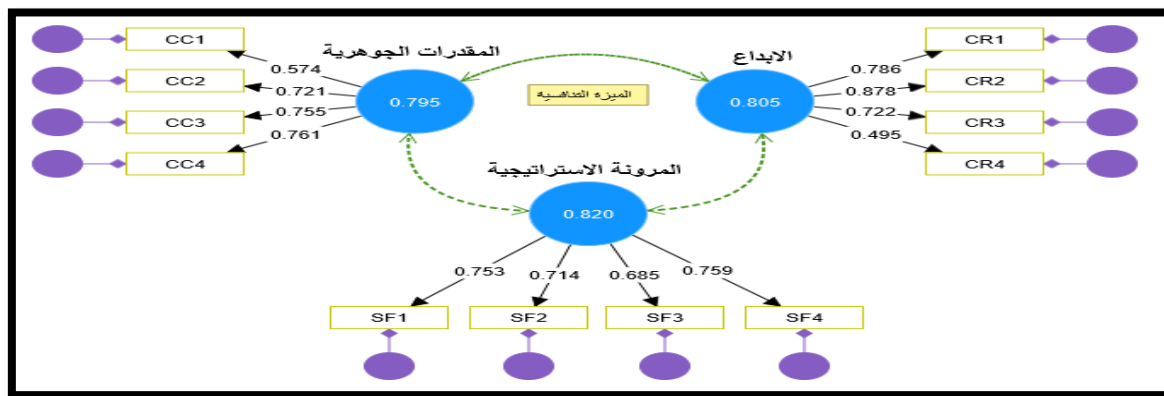 CC1
المقدرات الجوهرية
الابداع
CR1
0.574
0.786
CC2
0.721
الميزه التنافسيه
CR2
0.878
0.795
0.805
CC3
0.755
0.722
CR3
0.761
0.495
CC4
CR4
المرونة الاستراتيجية
0.820
0.753
0.714
0.685
0.759
SF1
SF2
SF3
SF4